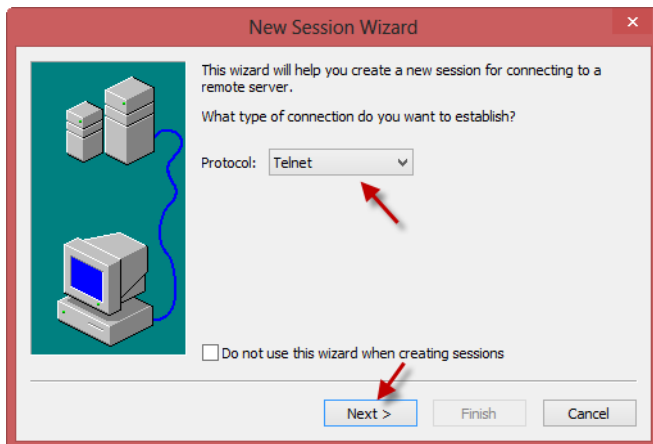 New Session Wizard
This wizard will help you create a new session for connecting to a
remote server.
What type of connection do you want to establish?
Protocol: Telnet
Do not use this wizard when creating sessions
Next > Finish Cancel